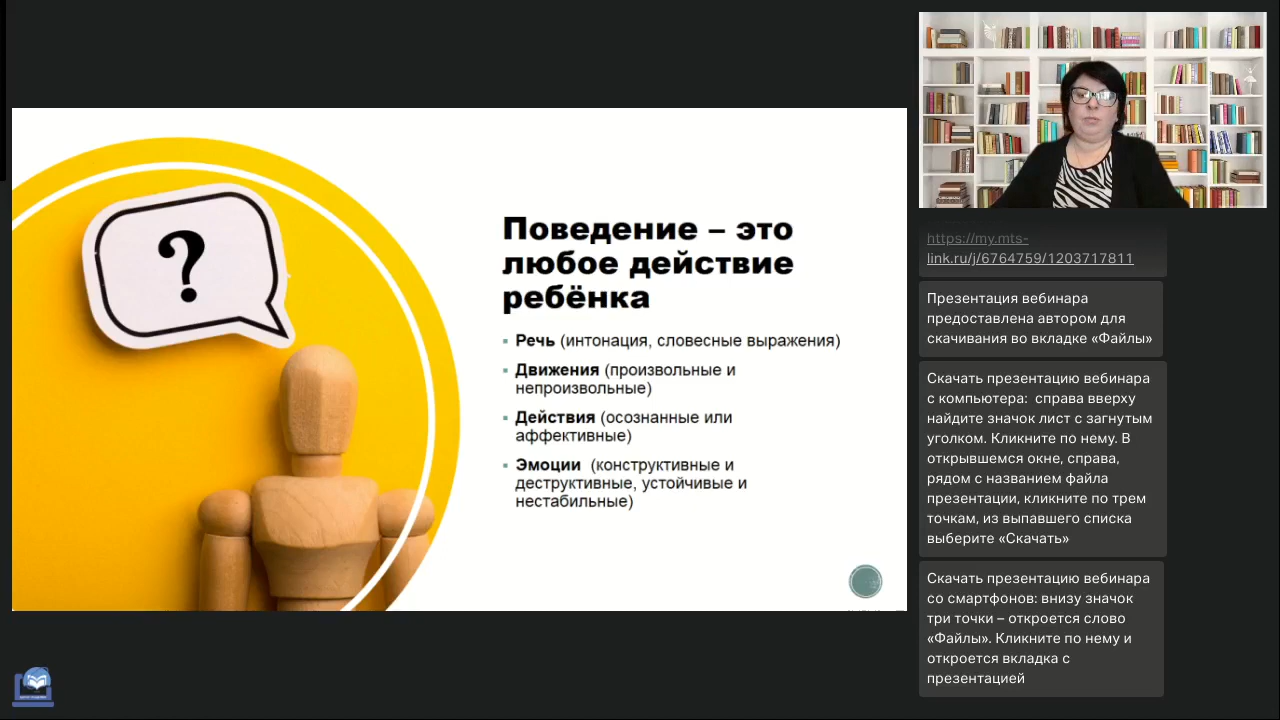 ?
Поведение – это
любое действие
ребёнка
▪ Речь (интонация, словесные выражения)
▪ Движения (произвольные и
непроизвольные)
▪ Действия (осознанные или
аффективные)
▪ Эмоции (конструктивные и
деструктивные, устойчивые и
нестабильные)
https://my.mts-
link.ru/j/6764759/1203717811
Презентация вебинара
предоставлена автором для
скачивания во вкладке «Файлы»
Скачать презентацию вебинара
с компьютера: справа вверху
найдите значок лист с загнутым
уголком. Кликните по нему. В
открывшемся окне, справа,
рядом с названием файла
презентации, кликните по трем
точкам, из выпавшего списка
выберите «Скачать»
Скачать презентацию вебинара
со смартфонов: внизу значок
три точки – откроется слово
«Файлы». Кликните по нему и
откроется вкладка с
презентацией